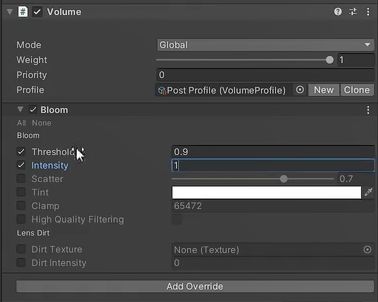 Volume
Mode Global
Weight 1
Priority 0
Profile Post Profile (VolumeProfile) New Clone
Bloom
All None
Bloom
Threshold 0.9
Intensity 1
Scatter 0.7
Tint
Clamp 65472
High Quality Filtering
Lens Dirt
Dirt Texture None (Texture)
Dirt Intensity 0
Add Override